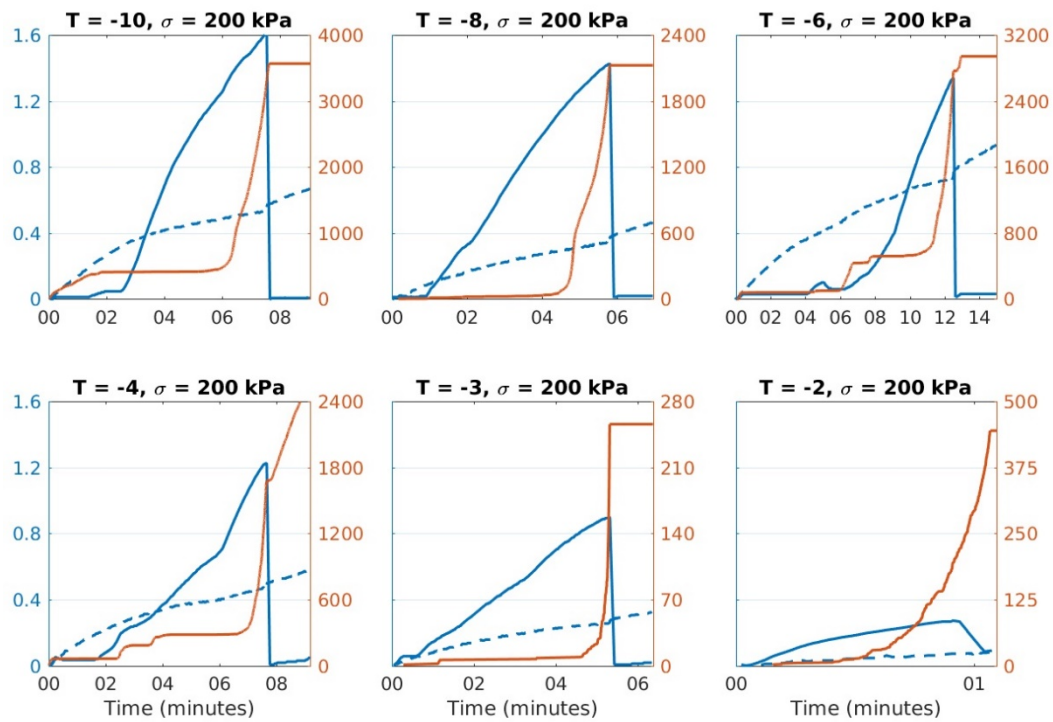 T = -10, σ = 200 kPa
1.6
1.2
0.8
0.4
0
4000
3000
2000
1000
0
00 02 04 06 08
T = -8, σ = 200 kPa
2400
1800
1200
600
0
00 02 04 06
T = -6, σ = 200 kPa
3200
2400
1600
800
0
00 02 04 06 08 10 12 14
T = -4, σ = 200 kPa
1.6
1.2
0.8
0.4
0
2400
1800
1200
600
0
00 02 04 06 08
Time (minutes)
T = -3, σ = 200 kPa
280
210
140
70
0
00 02 04 06
Time (minutes)
T = -2, σ = 200 kPa
500
375
250
125
0
00 01
Time (minutes)